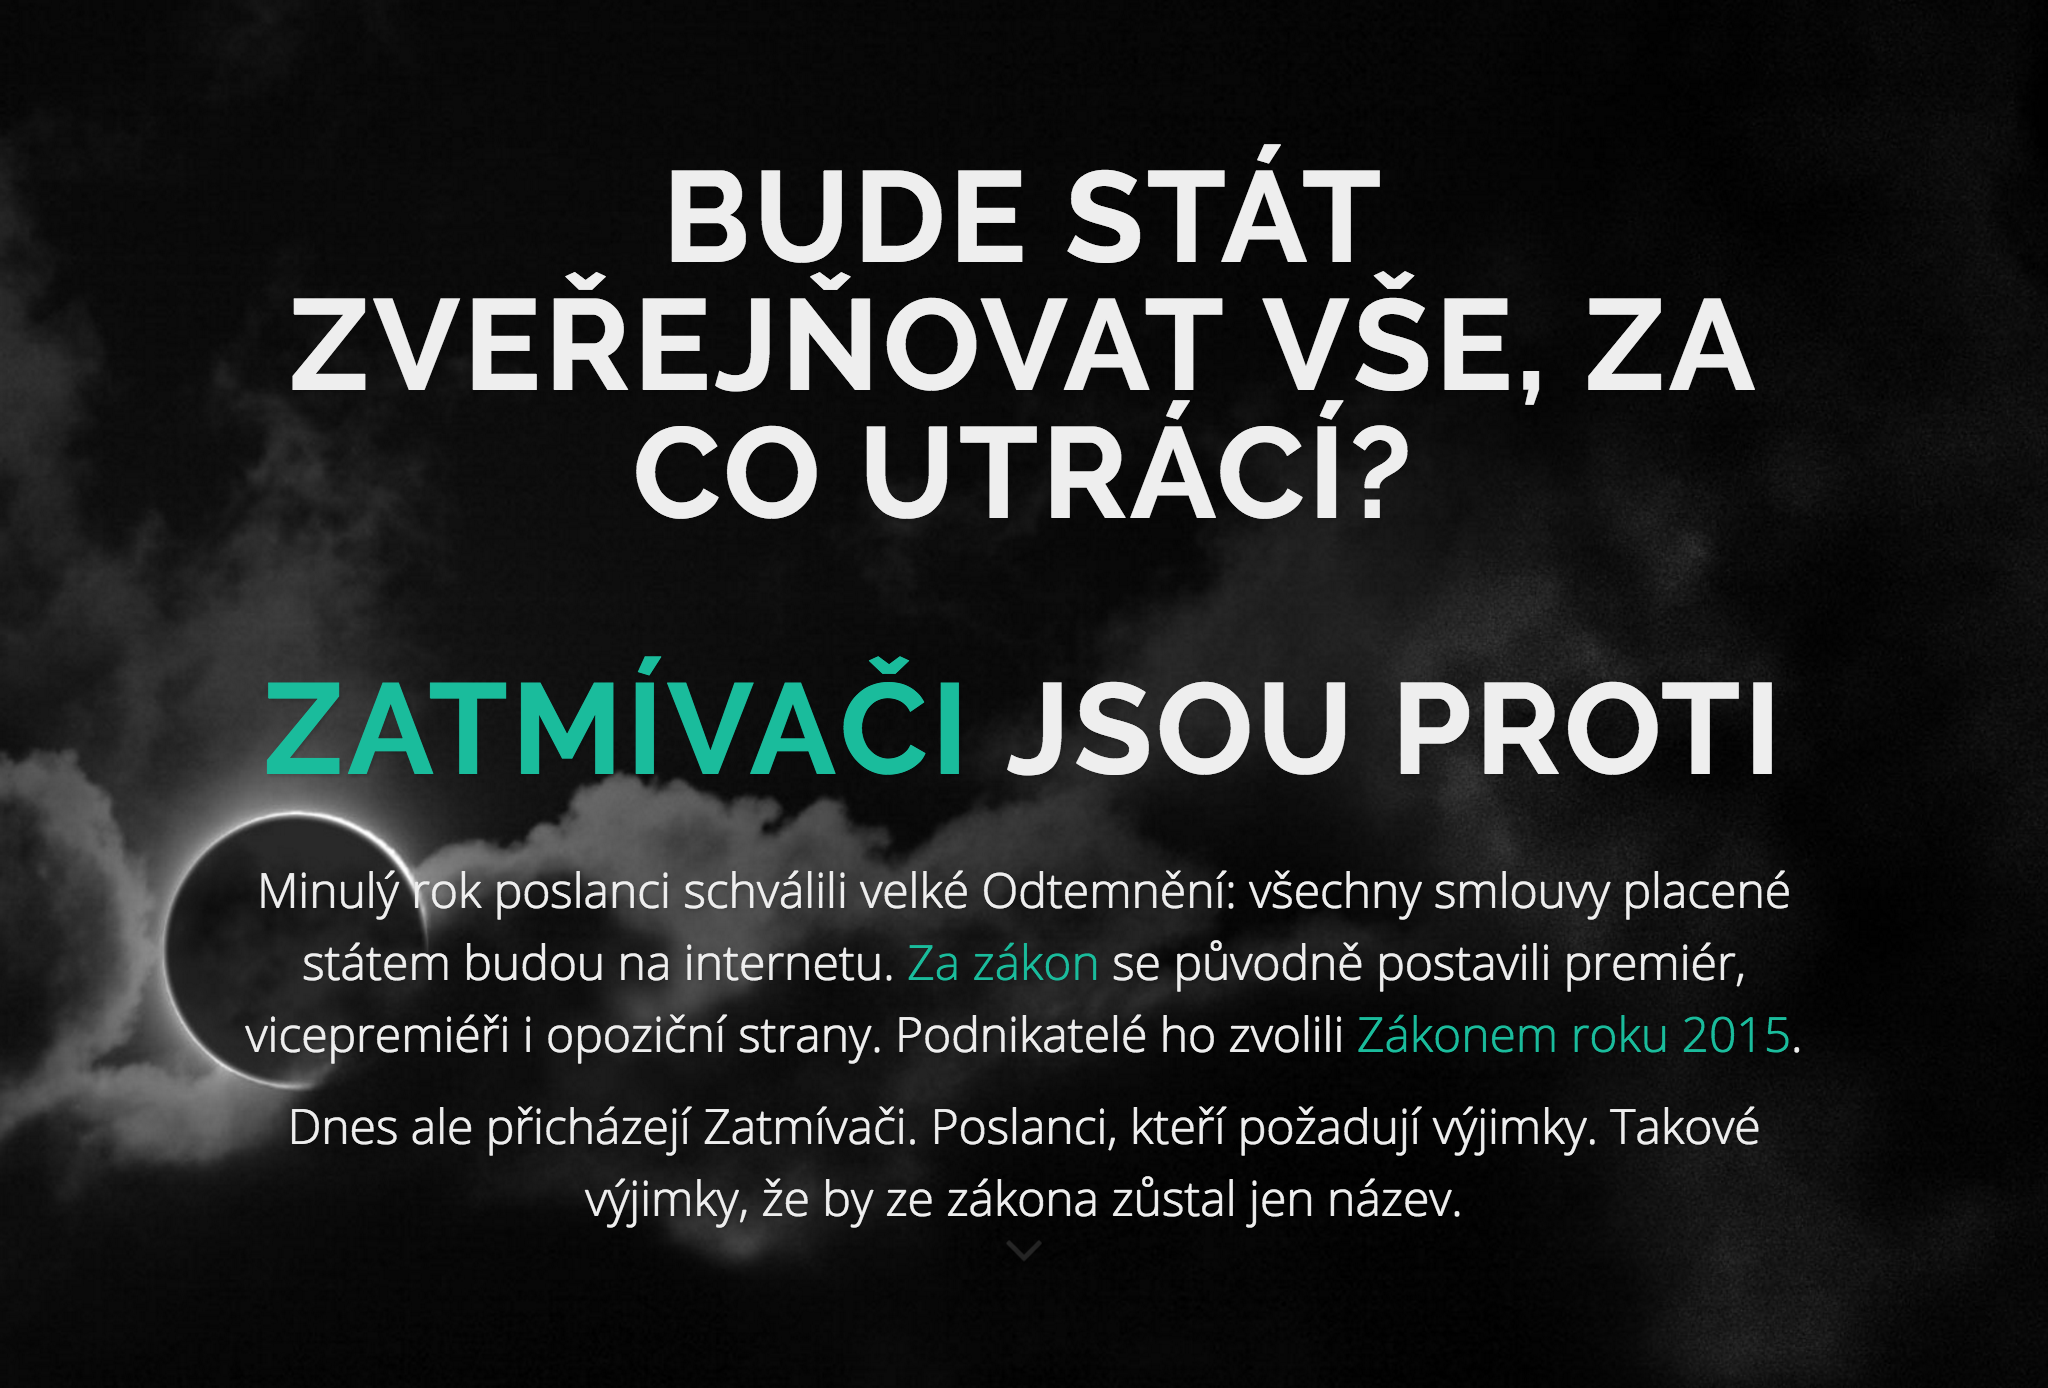 BUDE STÁT
ZVEŘEJŇOVAT VŠE, ZA
CO UTRÁCÍ?
ZATMÍVAČI JSOU PROTI
Minulý rok poslanci schválili velké Odtemnění: všechny smlouvy placené
státem budou na internetu. Za zákon se původně postavili premiér,
vicepremiéři i opoziční strany. Podnikatelé ho zvolili Zákonem roku 2015.
Dnes ale přicházejí Zatmívači. Poslanci, kteří požadují výjimky. Takové
výjimky, že by ze zákona zůstal jen název.